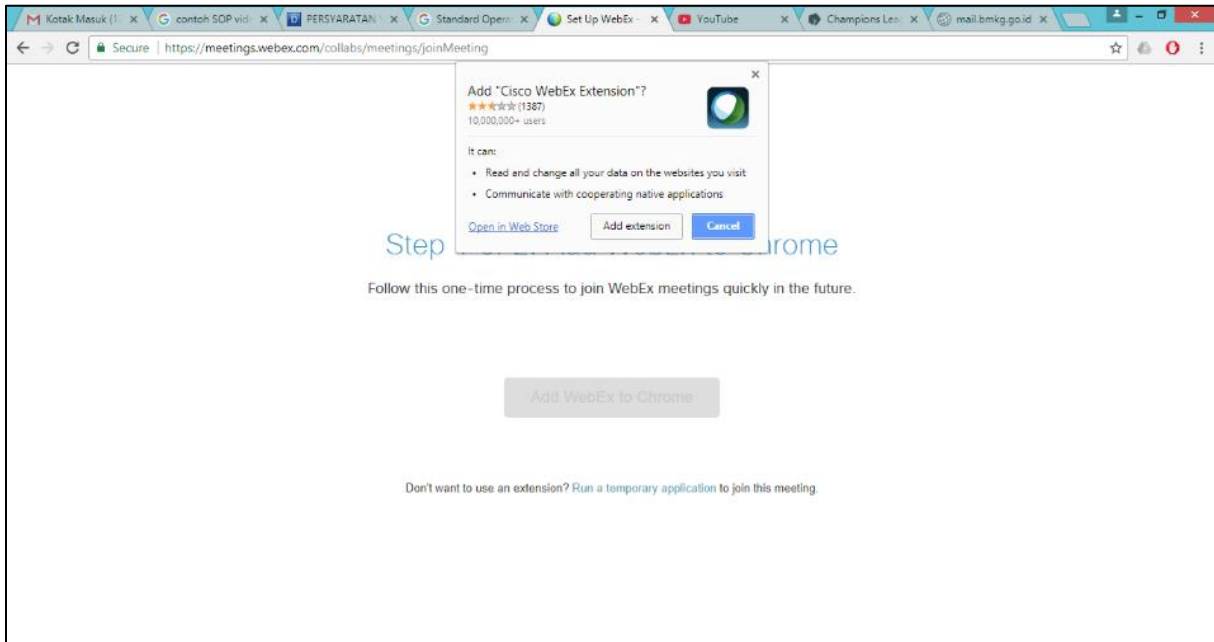 Kotak Masuk (1
contoh SOP vid
PERSYARATAN
Standard Opera
Set Up WebEx -
YouTube
Champions Lea
mail.bmkg.go.id
Secure | https://meetings.webex.com/collabs/meetings/joinMeeting
Add "Cisco WebEx Extension"?
(1387)
10,000,000+ users
It can:
• Read and change all your data on the websites you visit
• Communicate with cooperating native applications
Open in Web Store
Add extension
Cancel
Step
to Chrome
Follow this one-time process to join WebEx meetings quickly in the future.
Add WebEx to Chrome
Don't want to use an extension? Run a temporary application to join this meeting.